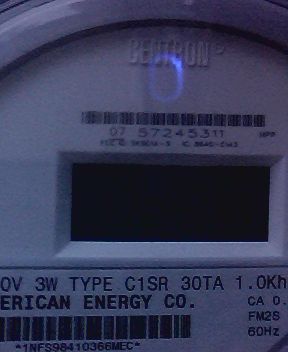 CENTRON®
07 57245311
0V 3W TYPE C1SR 30TA 1.0Kh
ERICAN ENERGY CO. CA 0.
FM2S
60Hz
*1NFS98410366MEC*